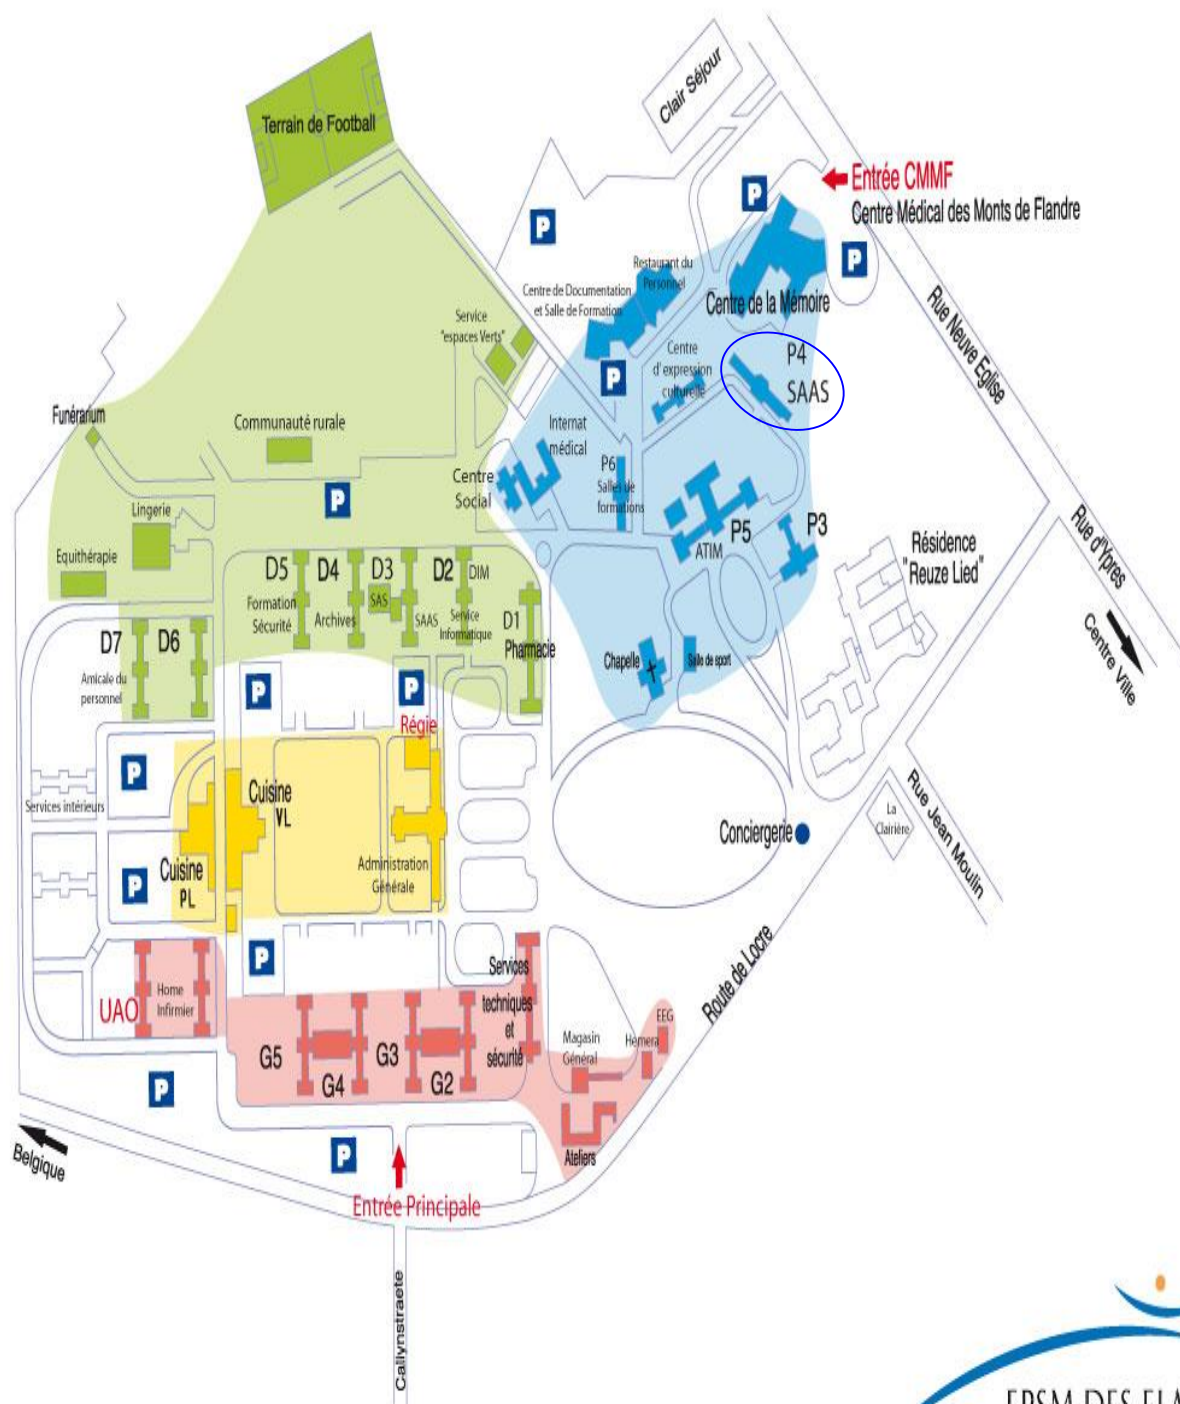 Clair Séjour
Terrain de Football
Entrée CMMF
Centre Médical des Monts de Flandre
P
P
P
Restaurant du
Personnel
Centre de Documentation
et Salle de Formation
Centre de la Mémoire
Rue Neuve Eglise
Service
"espaces Verts"
P
Centre
d'expression
culturelle
P4
SAAS
Funérarium
Communauté rurale
Internat
médical
Centre
Social
P6
Salles de
formations
P
Lingerie
Equithérapie
P5
ATIM
P3
Rue d'Ypres
Centre Ville
Résidence
"Reuze Lied"
D5
Formation
Sécurité
D4
Archives
D3
SAS
SAAS
D2
DIM
Service
Informatique
D1
Pharmacie
D7
Amicale du
personnel
D6
Chapelle
Salle de sport
P
P
Régie
P
Services intérieurs
Cuisine
VL
Rue Jean Moulin
La
Clairière
Conciergerie
P
Cuisine
PL
Administration
Générale
P
Services
techniques
et
sécurité
Route de Locre
UAO
Home
Infirmier
G5
G4
G3
G2
Magasin
Général
Hemera
EEG
P
Ateliers
P
Belgique
Entrée Principale
Callynstraete